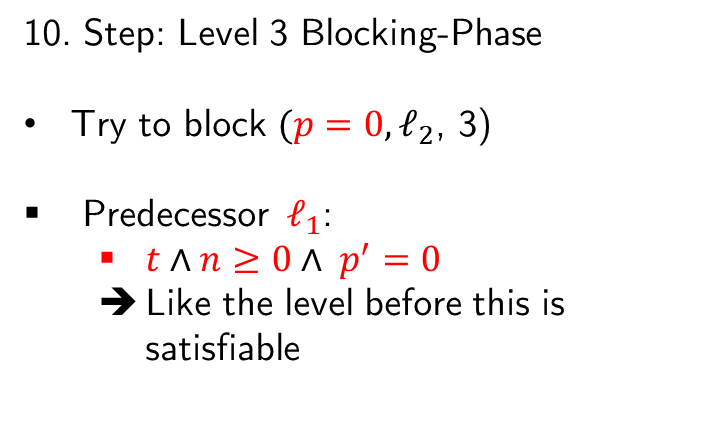 10. Step: Level 3 Blocking-Phase
• Try to block (p = 0, ℓ₂, 3)
▪ Predecessor ℓ₁:
▪ t ∧ n ≥ 0 ∧ p′ = 0
➔ Like the level before this is
satisfiable